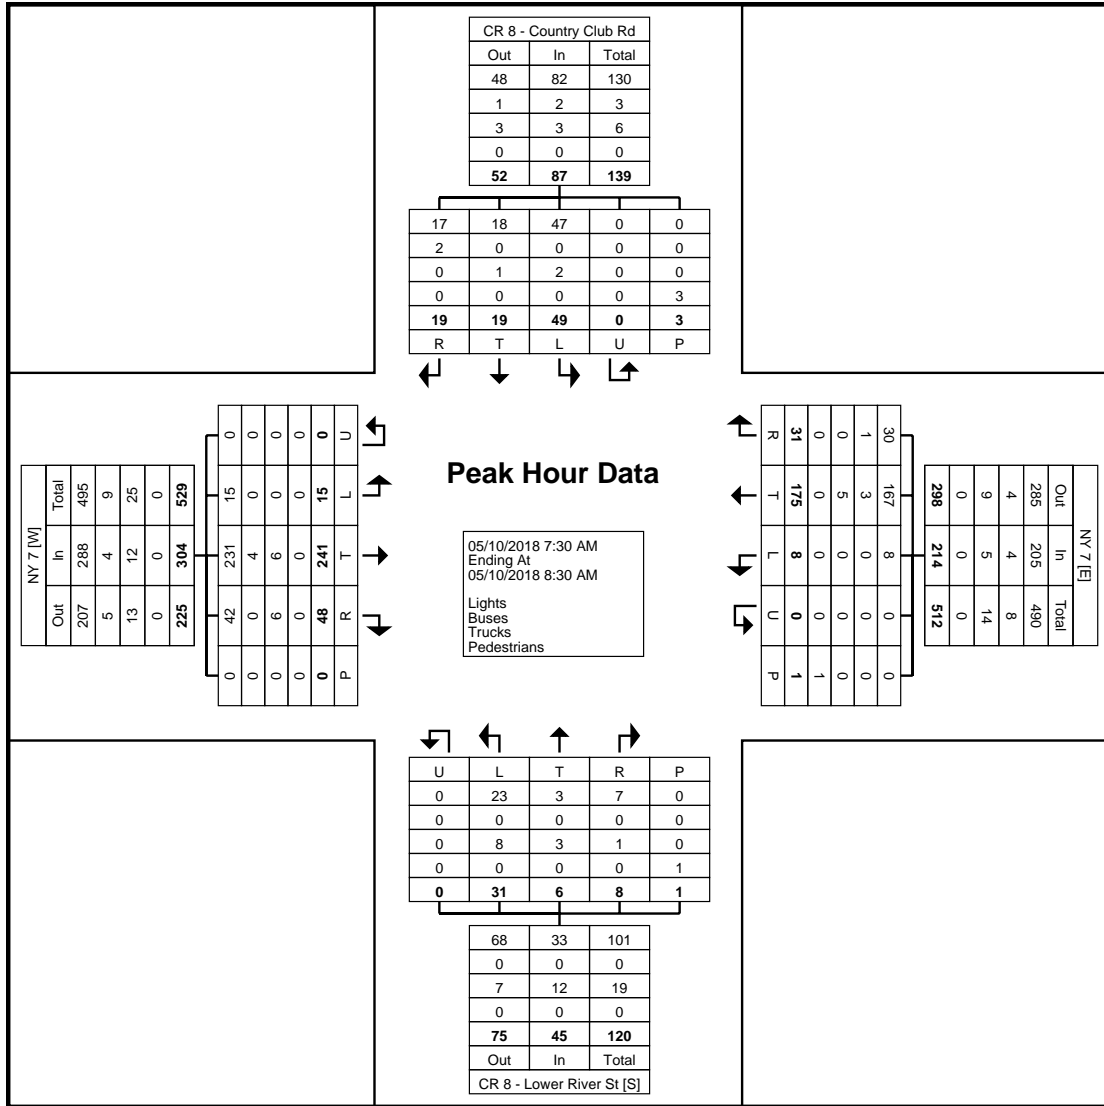 CR 8 - Country Club Rd
Out In Total
48 82 130
1 2 3
3 3 6
0 0 0
52 87 139
17 18 47 0 0
2 0 0 0 0
0 1 2 0 0
0 0 0 0 3
19 19 49 0 3
R T L U P
NY 7 [W]
Total In Out
495 288 207
9 4 5
25 12 13
0 0 0
529 304 225
0 15 231 42 0
0 0 4 0 0
0 0 6 6 0
0 0 0 0 0
0 15 241 48 0
U L T R P
Peak Hour Data
05/10/2018 7:30 AM
Ending At
05/10/2018 8:30 AM
Lights
Buses
Trucks
Pedestrians
R T L U P
31 175 8 0 1
0 0 0 0 1
0 5 0 0 0
1 3 0 0 0
30 167 8 0 0
NY 7 [E]
Out In Total
285 205 490
4 4 8
9 5 14
0 0 0
298 214 512
U L T R P
0 23 3 7 0
0 0 0 0 0
0 8 3 1 0
0 0 0 0 1
0 31 6 8 1
68 33 101
0 0 0
7 12 19
0 0 0
75 45 120
Out In Total
CR 8 - Lower River St [S]